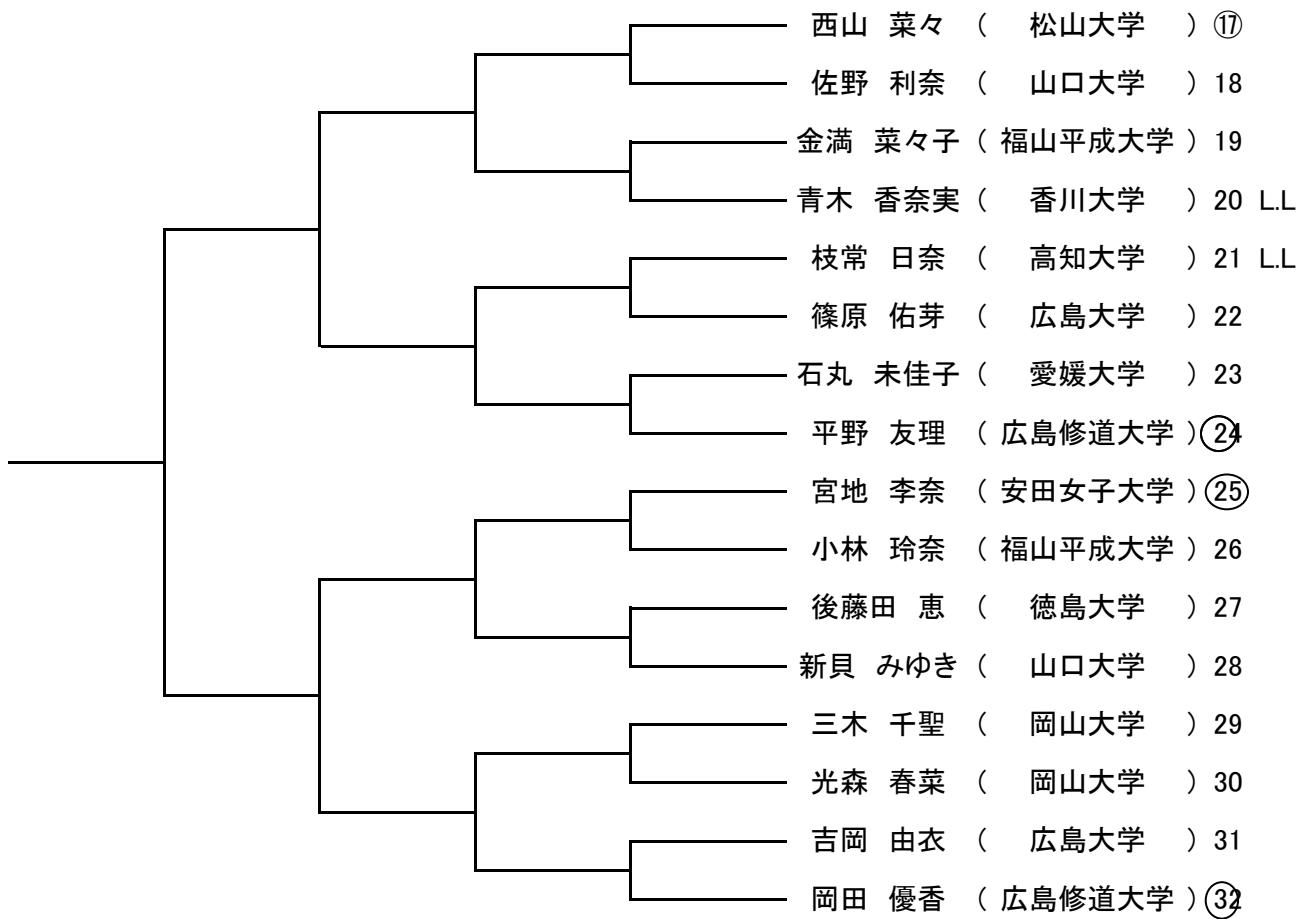 西山 菜々 ( 松山大学 ) ⑰
佐野 利奈 ( 山口大学 ) 18
金満 菜々子 ( 福山平成大学 ) 19
青木 香奈実 ( 香川大学 ) 20 L.L
枝常 日奈 ( 高知大学 ) 21 L.L
篠原 佑芽 ( 広島大学 ) 22
石丸 未佳子 ( 愛媛大学 ) 23
平野 友理 ( 広島修道大学 ) 24
宮地 李奈 ( 安田女子大学 ) 25
小林 玲奈 ( 福山平成大学 ) 26
後藤田 恵 ( 徳島大学 ) 27
新貝 みゆき ( 山口大学 ) 28
三木 千聖 ( 岡山大学 ) 29
光森 春菜 ( 岡山大学 ) 30
吉岡 由衣 ( 広島大学 ) 31
岡田 優香 ( 広島修道大学 ) 32